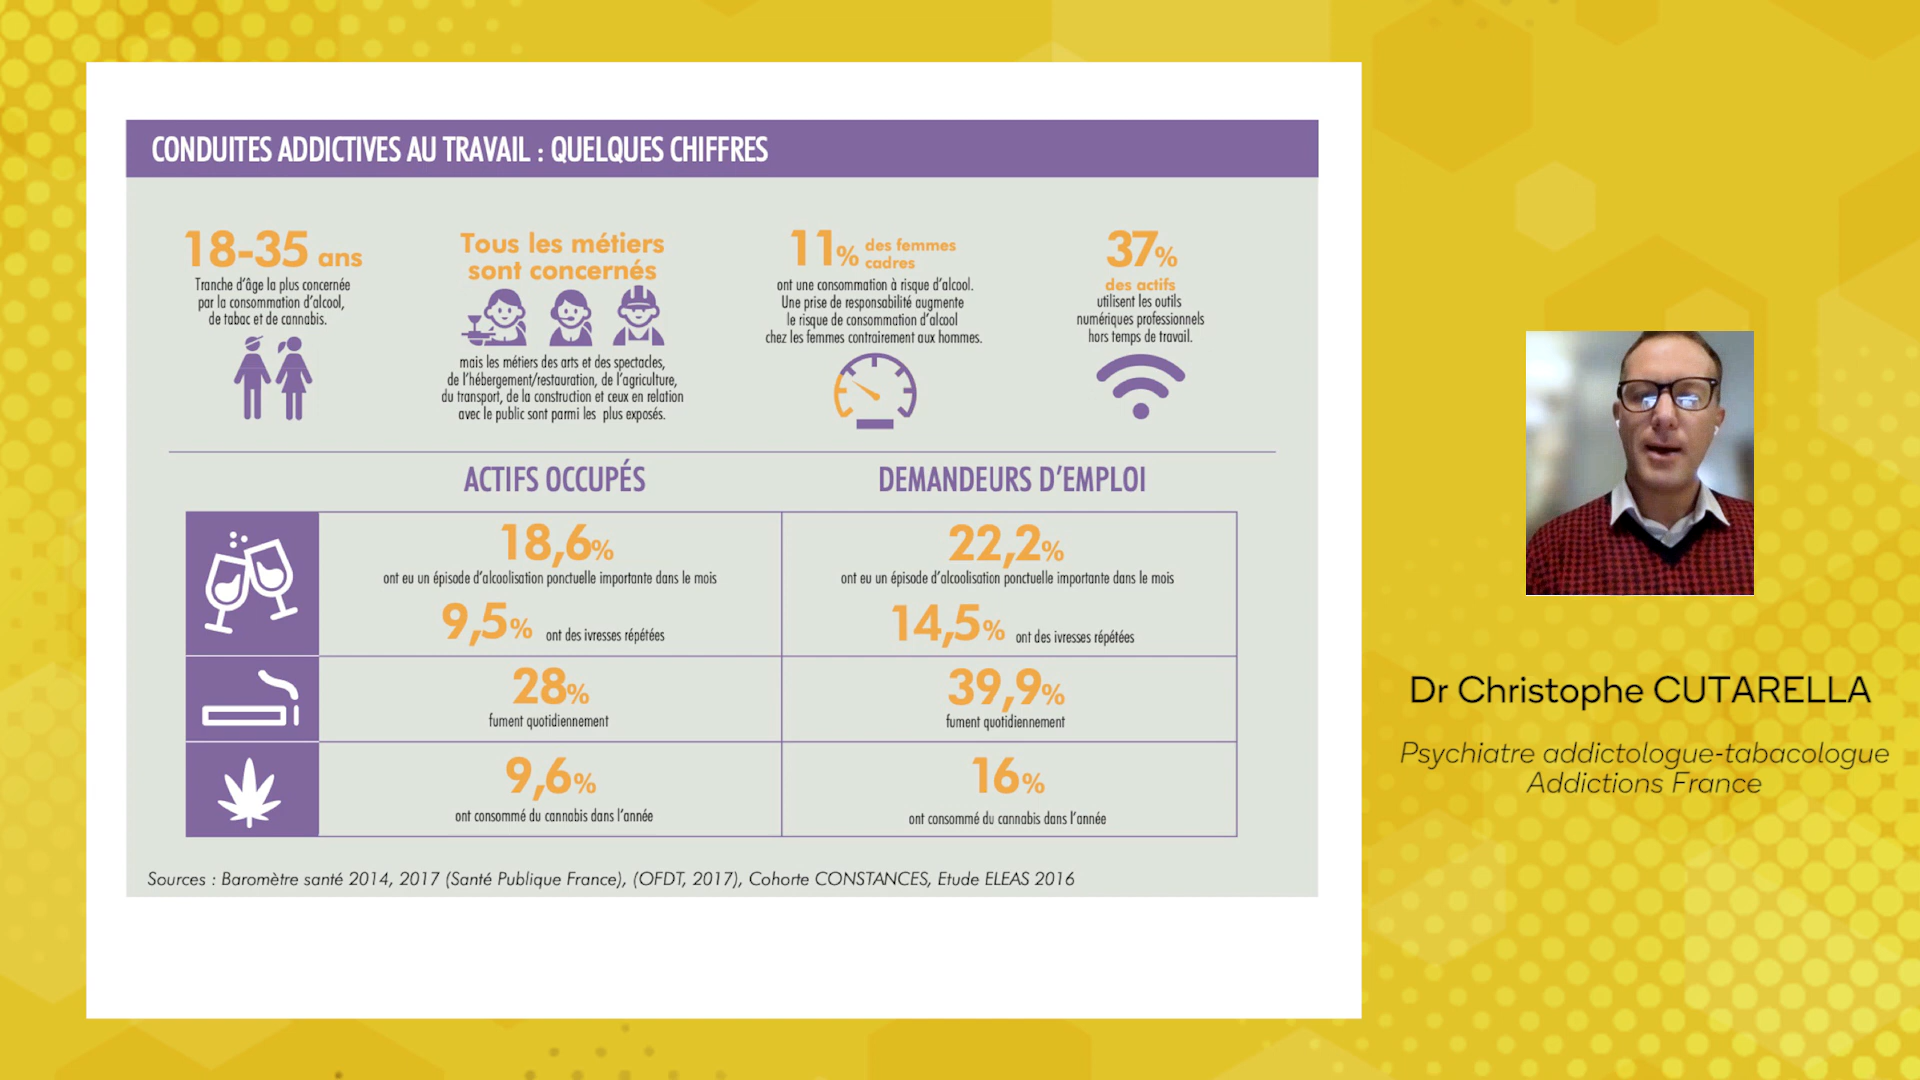 CONDUITES ADDICTIVES AU TRAVAIL : QUELQUES CHIFFRES
18-35 ans
Tranche d'âge la plus concernée
par la consommation d'alcool,
de tabac et de cannabis.
Tous les métiers
sont concernés
mais les métiers des arts et des spectacles,
de l'hébergement/restauration, de l'agriculture,
du transport, de la construction et ceux en relation
avec le public sont parmi les plus exposés.
11% des femmes
cadres
ont une consommation à risque d'alcool.
Une prise de responsabilité augmente
le risque de consommation d'alcool
chez les femmes contrairement aux hommes.
37%
des actifs
utilisent les outils
numériques professionnels
hors temps de travail.
ACTIFS OCCUPÉS
DEMANDEURS D'EMPLOI
18,6%
ont eu un épisode d'alcoolisation ponctuelle importante dans le mois
9,5% ont des ivresses répétées
22,2%
ont eu un épisode d'alcoolisation ponctuelle importante dans le mois
14,5% ont des ivresses répétées
28%
fument quotidiennement
39,9%
fument quotidiennement
9,6%
ont consommé du cannabis dans l'année
16%
ont consommé du cannabis dans l'année
Sources : Baromètre santé 2014, 2017 (Santé Publique France), (OFDT, 2017), Cohorte CONSTANCES, Etude ELEAS 2016
Dr Christophe CUTARELLA
Psychiatre addictologue-tabacologue
Addictions France